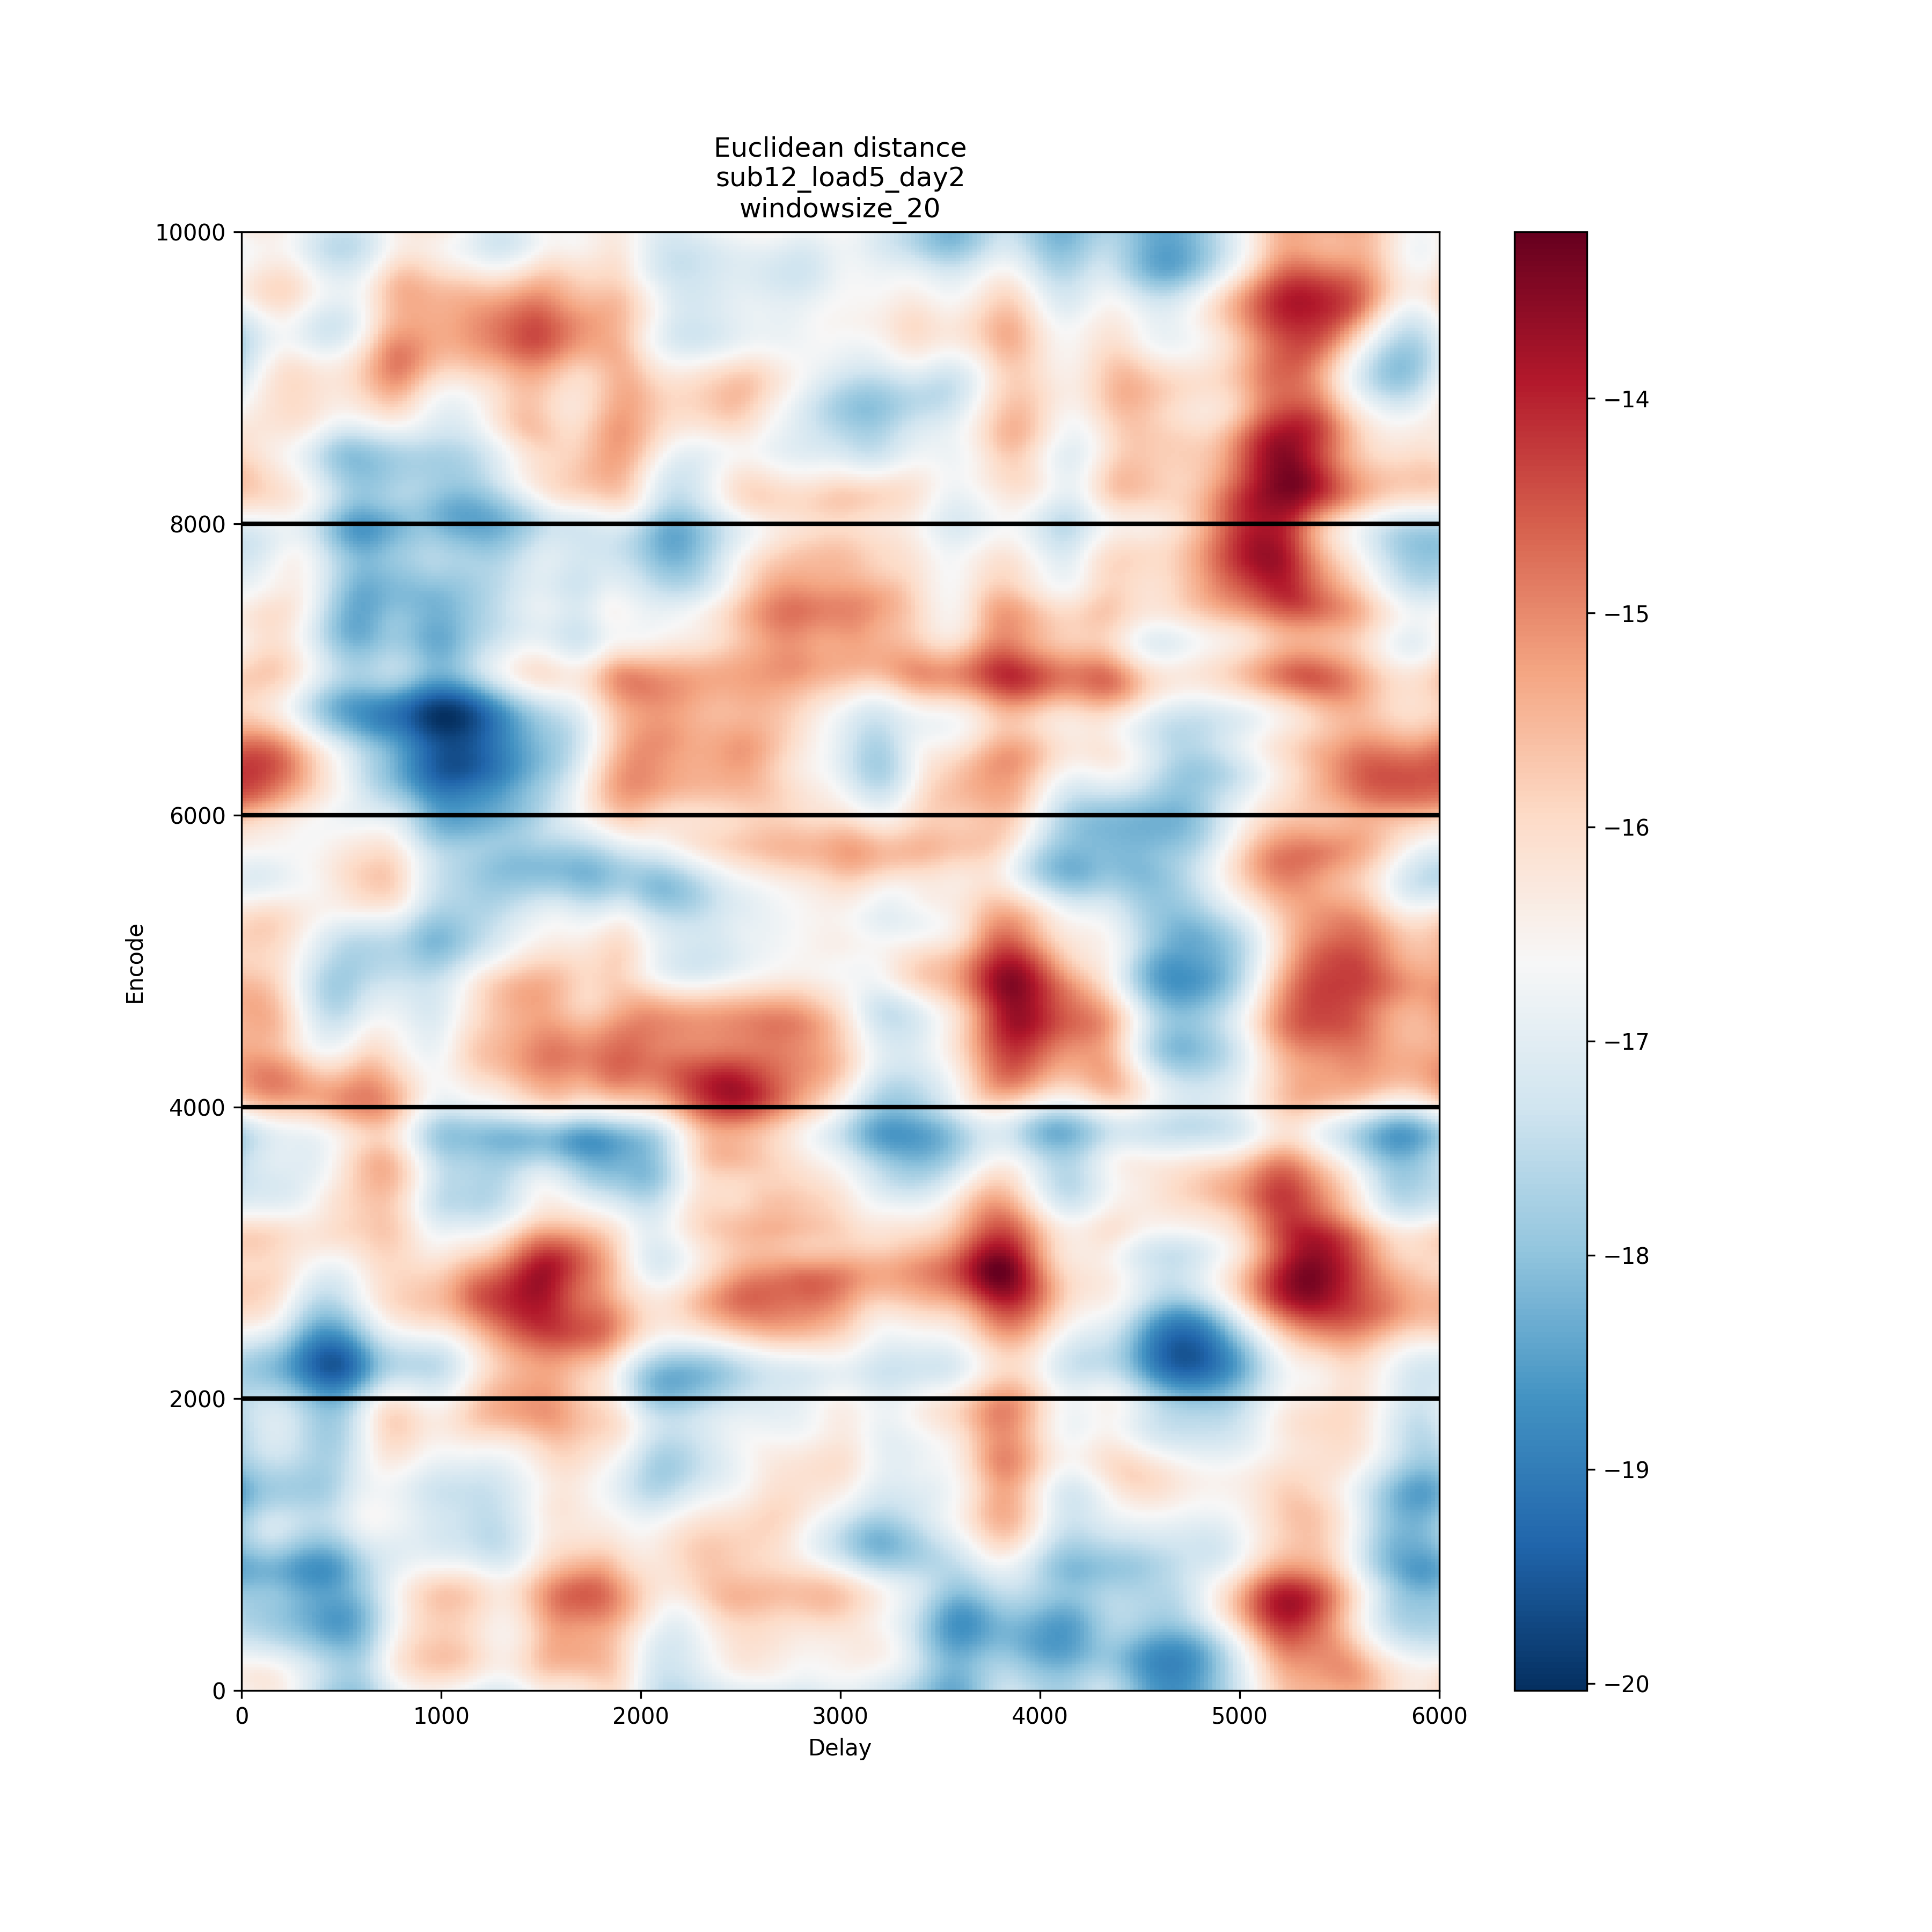 Euclidean distance
sub12_load5_day2
windowsize_20
10000
8000
6000
4000
2000
0
Encode
0 1000 2000 3000 4000 5000 6000
Delay
−14
−15
−16
−17
−18
−19
−20